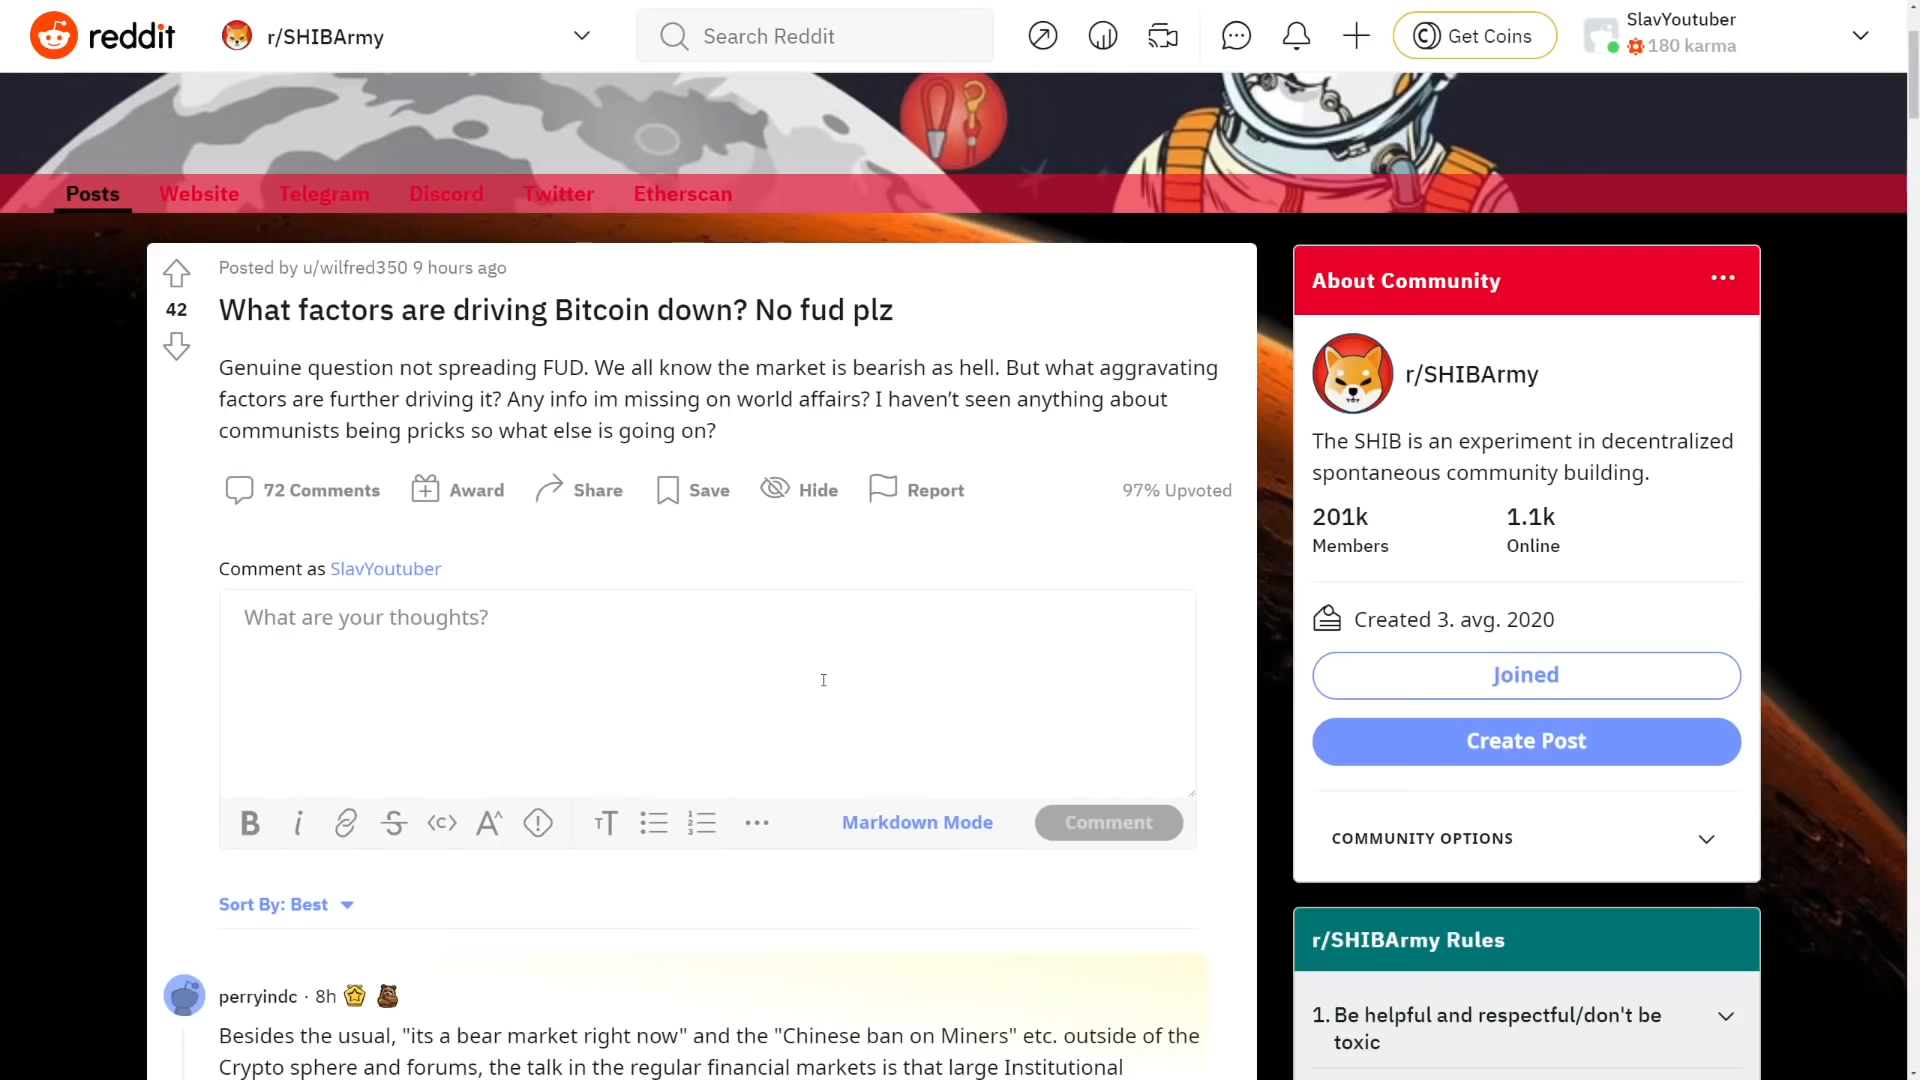 reddit
r/SHIBArmy
Search Reddit
Get Coins
SlavYoutuber
180 karma
Posts
Website
Telegram
Discord
Twitter
Etherscan
Posted by u/wilfred350 9 hours ago
42
What factors are driving Bitcoin down? No fud plz
Genuine question not spreading FUD. We all know the market is bearish as hell. But what aggravating
factors are further driving it? Any info im missing on world affairs? I haven't seen anything about
communists being pricks so what else is going on?
72 Comments
Award
Share
Save
Hide
Report
97% Upvoted
Comment as SlavYoutuber
What are your thoughts?
Markdown Mode
Comment
Sort By: Best
perryindc · 8h
Besides the usual, "its a bear market right now" and the "Chinese ban on Miners" etc. outside of the
Crypto sphere and forums, the talk in the regular financial markets is that large Institutional
About Community
r/SHIBArmy
The SHIB is an experiment in decentralized
spontaneous community building.
201k
1.1k
Members
Online
Created 3. avg. 2020
Joined
Create Post
COMMUNITY OPTIONS
r/SHIBArmy Rules
1. Be helpful and respectful/don't be
toxic